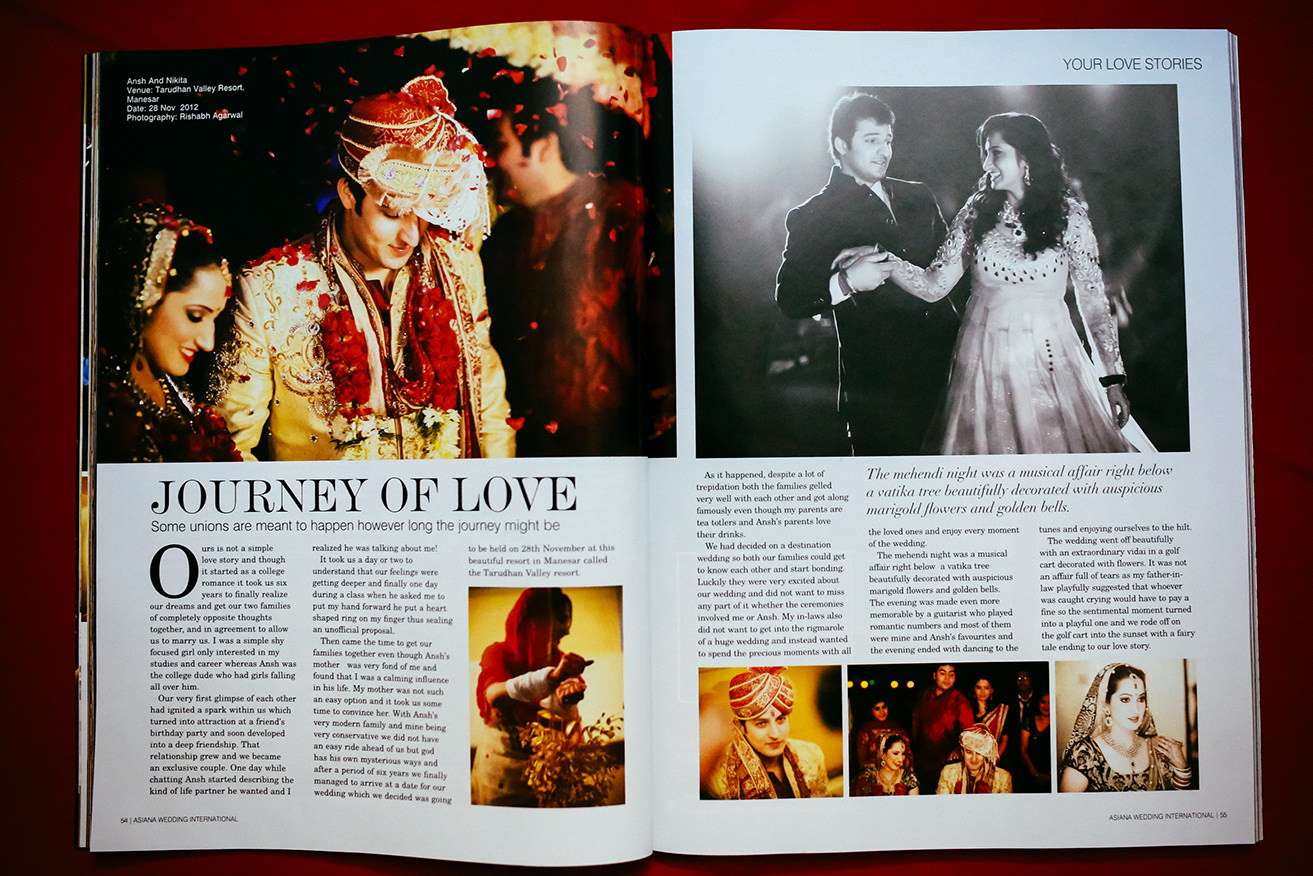 Ansh And Nikita
Venue: Tarudhan Valley Resort,
Manesar
Date: 28 Nov 2012
Photography: Rishabh Agarwal
JOURNEY OF LOVE
Some unions are meant to happen however long the journey might be
Ours is not a simple
love story and though
it started as a college
romance it took us six
years to finally realize
our dreams and get our two families
of completely opposite thoughts
together, and in agreement to allow
us to marry us. I was a simple shy
focused girl only interested in my
studies and career whereas Ansh was
the college dude who had girls falling
all over him.
Our very first glimpse of each other
had ignited a spark within us which
turned into attraction at a friend's
birthday party and soon developed
into a deep friendship. That
relationship grew and we became
an exclusive couple. One day while
chatting Ansh started describing the
kind of life partner he wanted and I
realized he was talking about me!
It took us a day or two to
understand that our feelings were
getting deeper and finally one day
during a class when he asked me to
put my hand forward he put a heart
shaped ring on my finger thus sealing
an unofficial proposal.
Then came the time to get our
families together even though Ansh's
mother was very fond of me and
found that I was a calming influence
in his life. My mother was not such
an easy option and it took us some
time to convince her. With Ansh's
very modern family and mine being
very conservative we did not have
an easy ride ahead of us but god
has his own mysterious ways and
after a period of six years we finally
managed to arrive at a date for our
wedding which we decided was going
to be held on 28th November at this
beautiful resort in Manesar called
the Tarudhan Valley resort.
54 | ASIANA WEDDING INTERNATIONAL
YOUR LOVE STORIES
As it happened, despite a lot of
trepidation both the families gelled
very well with each other and got along
famously even though my parents are
tea totlers and Ansh's parents love
their drinks.
We had decided on a destination
wedding so both our families could get
to know each other and start bonding.
Luckily they were very excited about
our wedding and did not want to miss
any part of it whether the ceremonies
involved me or Ansh. My in-laws also
did not want to get into the rigmarole
of a huge wedding and instead wanted
to spend the precious moments with all
The mehendi night was a musical affair right below
a vatika tree beautifully decorated with auspicious
marigold flowers and golden bells.
the loved ones and enjoy every moment
of the wedding.
The mehendi night was a musical
affair right below a vatika tree
beautifully decorated with auspicious
marigold flowers and golden bells.
The evening was made even more
memorable by a guitarist who played
romantic numbers and most of them
were mine and Ansh's favourites and
the evening ended with dancing to the
tunes and enjoying ourselves to the hilt.
The wedding went off beautifully
with an extraordinary vidai in a golf
cart decorated with flowers. It was not
an affair full of tears as my father-in-
law playfully suggested that whoever
was caught crying would have to pay a
fine so the sentimental moment turned
into a playful one and we rode off on
the golf cart into the sunset with a fairy
tale ending to our love story.
ASIANA WEDDING INTERNATIONAL | 55